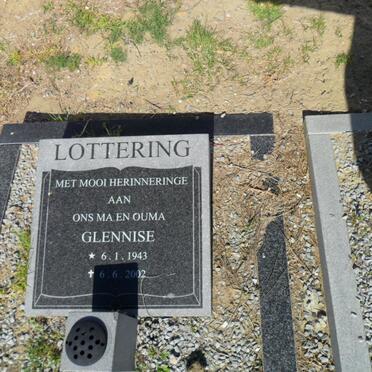 LOTTERING
MET MOOI HERINNERINGE
AAN
ONS MA EN OUMA
GLENNISE
★ 6.1.1943
✝ 6.6.2002